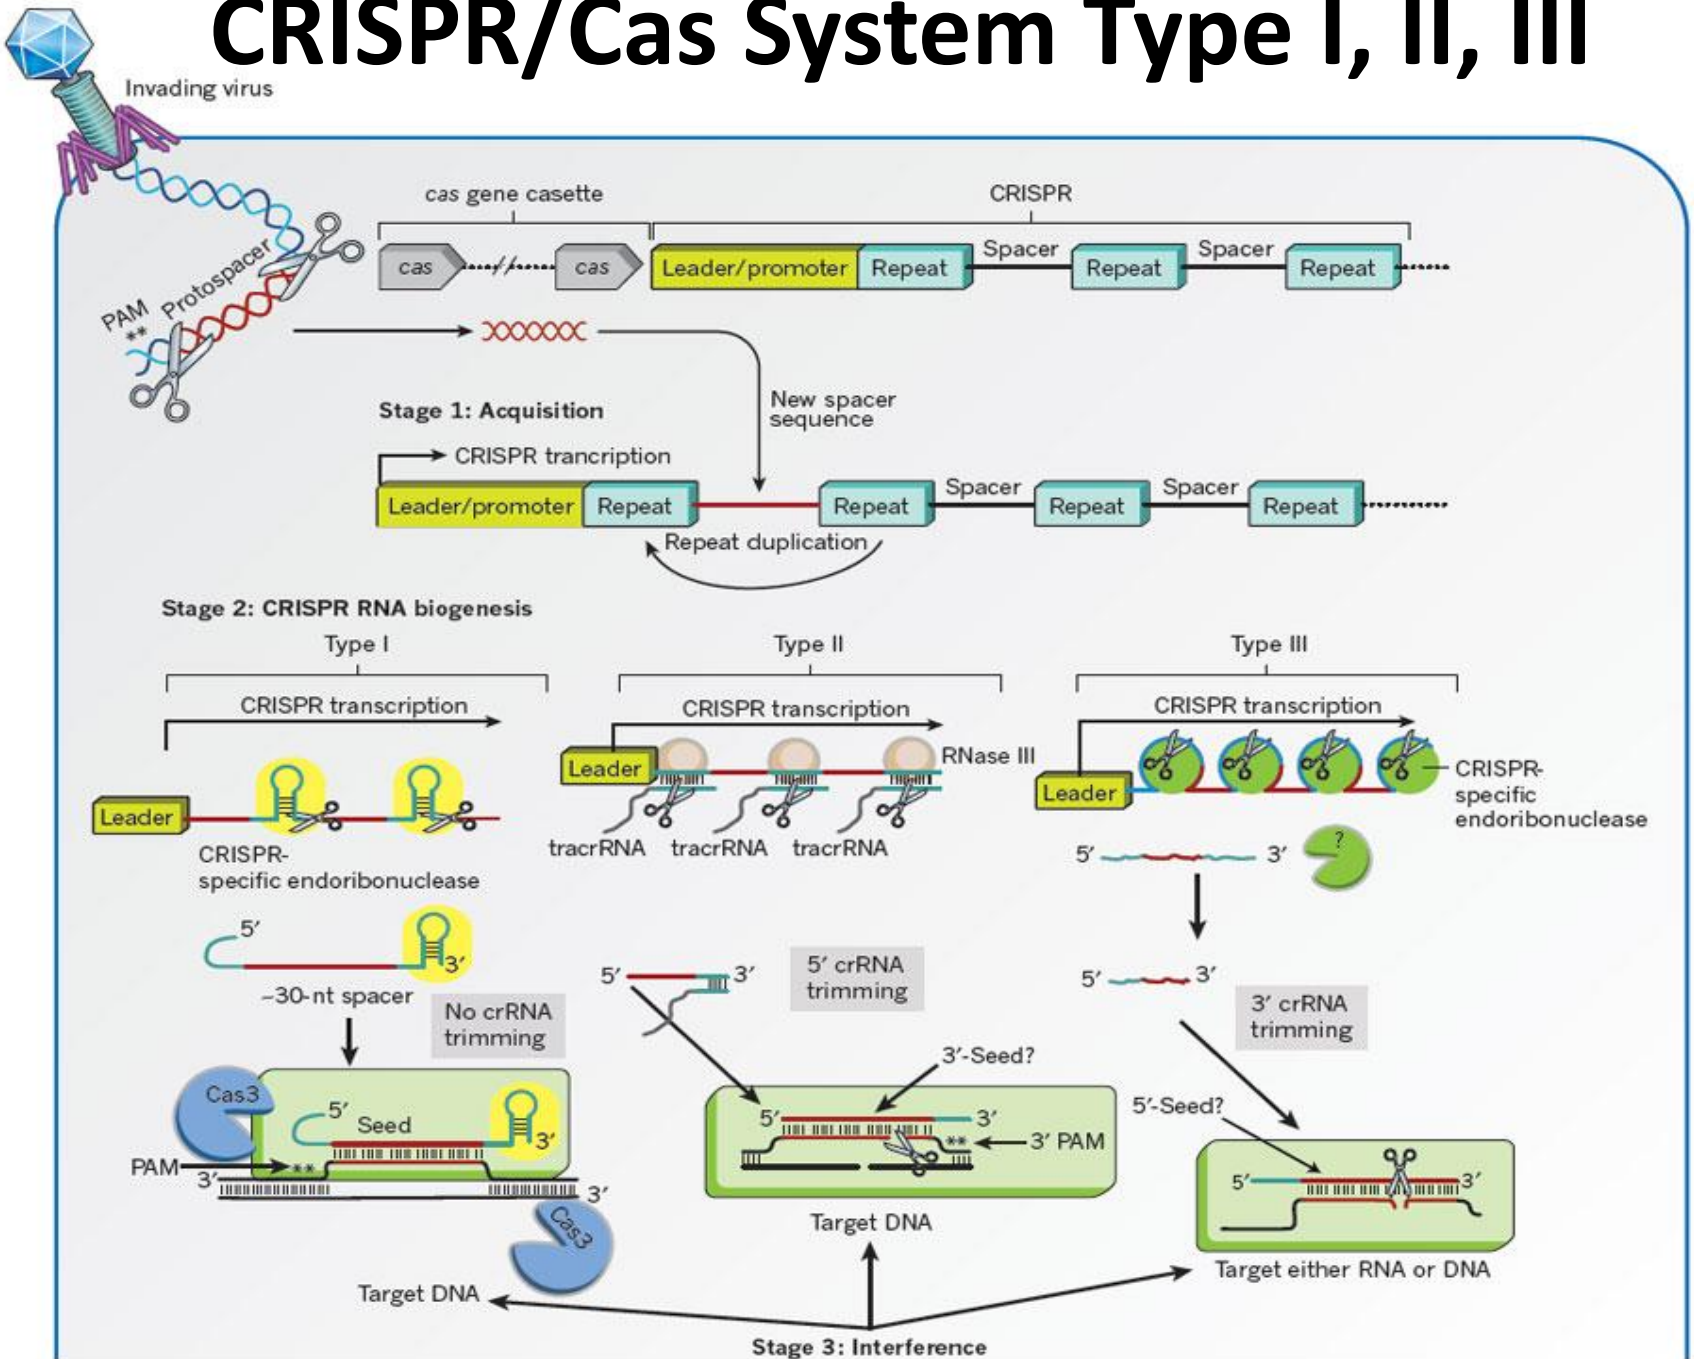 CRISPR/Cas System Type I, II, III
Invading virus
cas gene casette
CRISPR
PAM
**
Protospacer
cas
cas
Leader/promoter
Repeat
Spacer
Repeat
Spacer
Repeat
New spacer
sequence
Stage 1: Acquisition
CRISPR trancription
Leader/promoter
Repeat
Repeat
Spacer
Repeat
Spacer
Repeat
Repeat duplication
Stage 2: CRISPR RNA biogenesis
Type I
CRISPR transcription
Leader
CRISPR-
specific endoribonuclease
5′
3′
~30-nt spacer
No crRNA
trimming
Cas3
5′
Seed
3′
PAM
**
3′
3′
Cas3
Target DNA
Type II
CRISPR transcription
Leader
RNase III
tracrRNA
tracrRNA
tracrRNA
5′
3′
5′ crRNA
trimming
3′-Seed?
5′
3′
**
3′ PAM
Target DNA
Type III
CRISPR transcription
Leader
CRISPR-
specific
endoribonuclease
5′
3′
?
5′
3′
3′ crRNA
trimming
5′-Seed?
5′
3′
Target either RNA or DNA
Stage 3: Interference